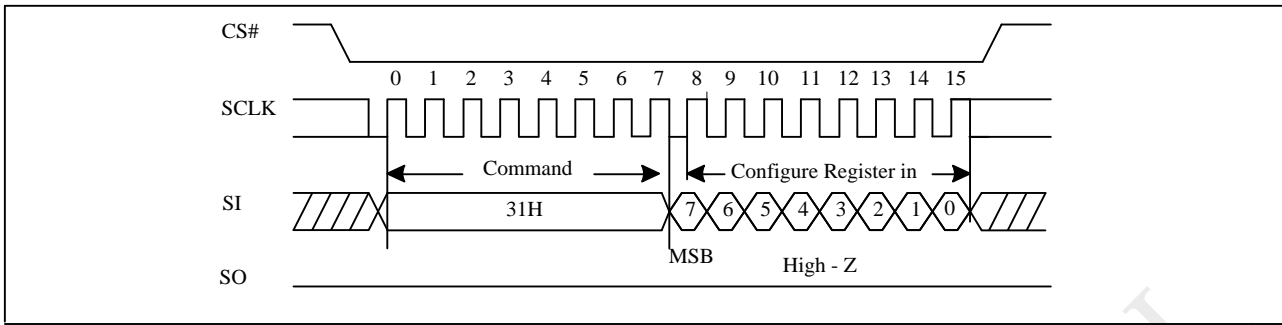 CS#
0 1 2 3 4 5 6 7 8 9 10 11 12 13 14 15
SCLK
Command Configure Register in
SI 31H 7 6 5 4 3 2 1 0
MSB High - Z
SO